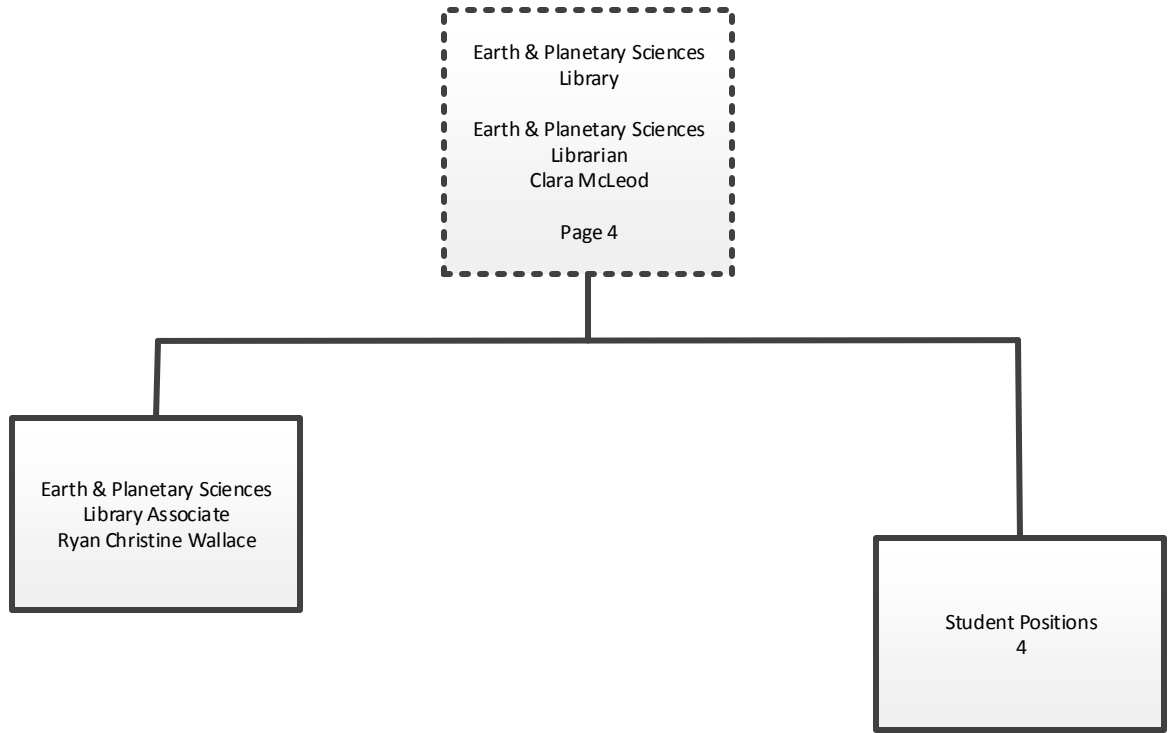 Earth & Planetary Sciences
Library
Earth & Planetary Sciences
Librarian
Clara McLeod
Page 4
Earth & Planetary Sciences
Library Associate
Ryan Christine Wallace
Student Positions
4